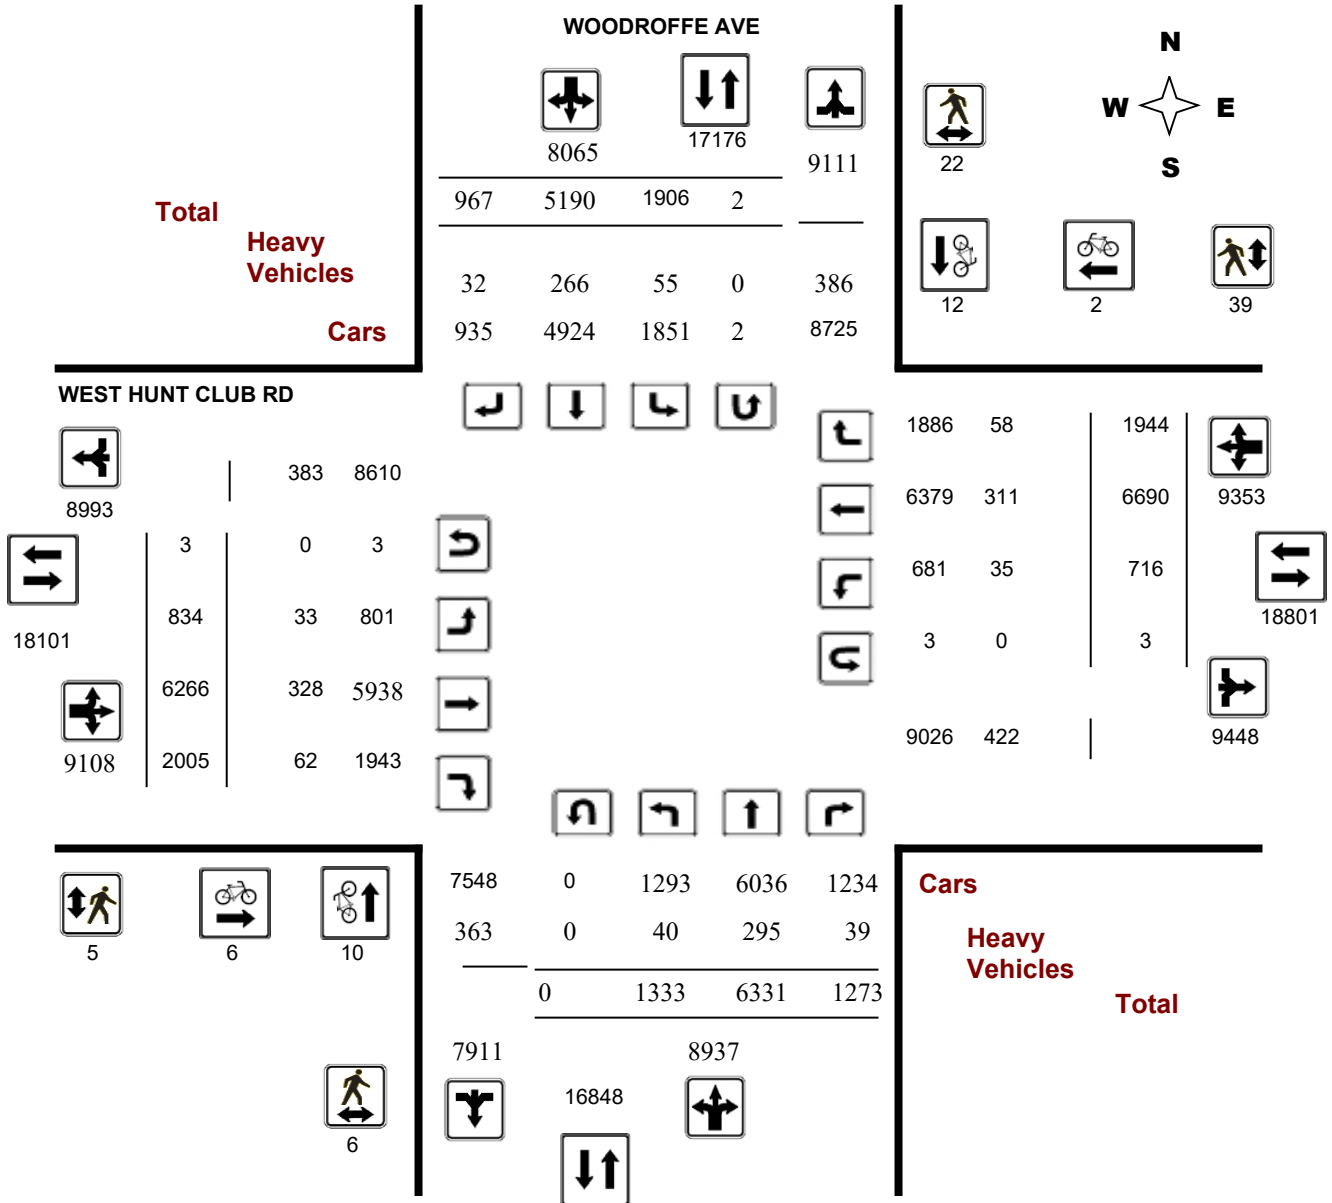 WOODROFFE AVE
N
W E
S
8065 17176 9111 22
967 5190 1906 2
Total
Heavy
Vehicles
32 266 55 0 386
12 2 39
Cars 935 4924 1851 2 8725
WEST HUNT CLUB RD
1886 58 1944
383 8610
8993
6379 311 6690 9353
3 0 3
681 35 716
834 33 801
18101
18801
3 0 3
6266 328 5938
9026 422 9448
9108 2005 62 1943
7548 0 1293 6036 1234 Cars
363 0 40 295 39 Heavy
Vehicles
5 6 10
0 1333 6331 1273 Total
7911 8937
16848
6